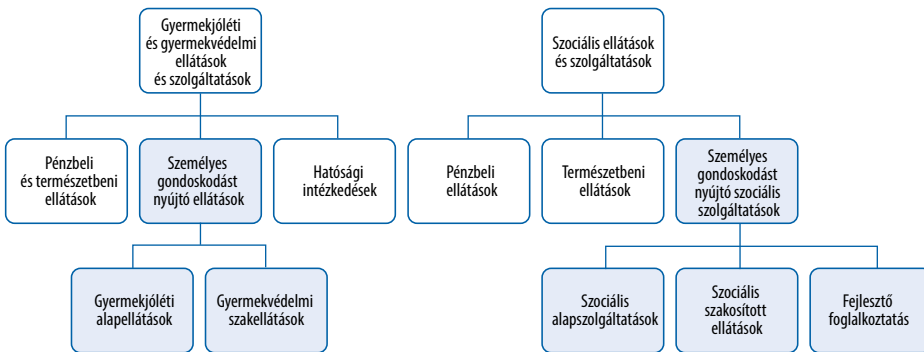 Gyermekjóléti
és gyermekvédelmi
ellátások
és szolgáltatások
Szociális ellátások
és szolgáltatások
Pénzbeli
és természetbeni
ellátások
Személyes
gondoskodást
nyújtó ellátások
Hatósági
intézkedések
Pénzbeli
ellátások
Természetbeni
ellátások
Személyes
gondoskodást
nyújtó szociális
szolgáltatások
Gyermekjóléti
alapellátások
Gyermekvédelmi
szakellátások
Szociális
alapszolgáltatások
Szociális
szakosított
ellátások
Fejlesztő
foglalkoztatás